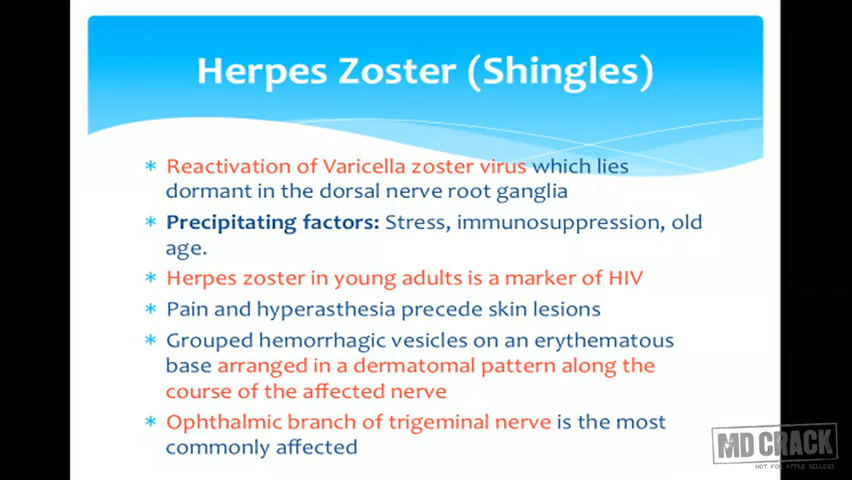 Herpes Zoster (Shingles)
* Reactivation of Varicella zoster virus which lies
dormant in the dorsal nerve root ganglia
* Precipitating factors: Stress, immunosuppression, old
age.
* Herpes zoster in young adults is a marker of HIV
* Pain and hyperasthesia precede skin lesions
* Grouped hemorrhagic vesicles on an erythematous
base arranged in a dermatomal pattern along the
course of the affected nerve
* Ophthalmic branch of trigeminal nerve is the most
commonly affected
MD CRACK
NOT FOR APPLE SELLERS